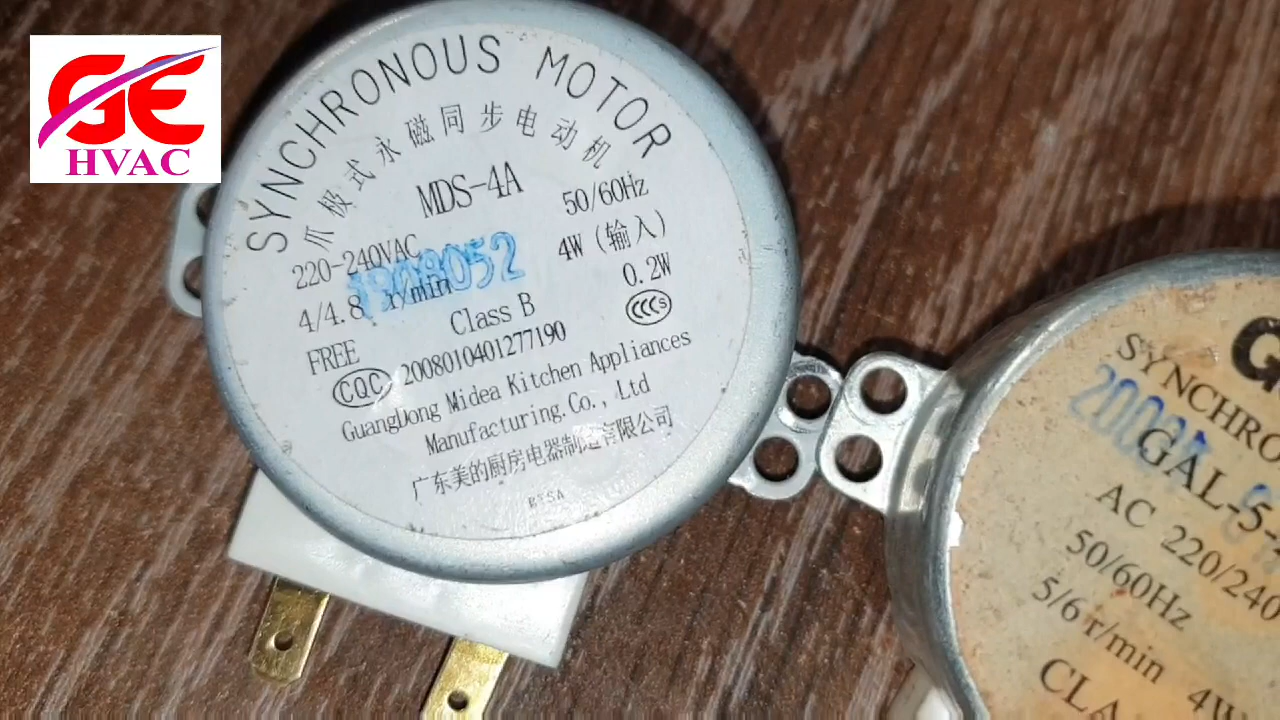 GE
HVAC
SYNCHRONOUS MOTOR
爪极式永磁同步电动机
MDS-4A
220-240VAC 50/60Hz
4/4.8 r/min 4W (输入)
0.2W
FREE Class B
CCC S
CQC 2008010401277190
GuangDong Midea Kitchen Appliances
Manufacturing.Co.,Ltd
广东美的厨房电器制造有限公司
SYNCHRO
GAL-5-
AC 220/240
50/60Hz
5/6 r/min 4W
CLA